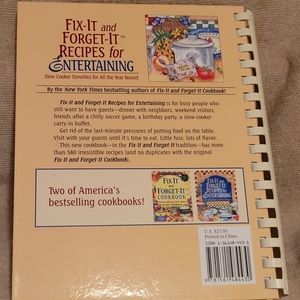 FIX-IT and
FORGET-IT™
RECIPES for
ENTERTAINING
Slow Cooker Favorites for All the Year Round
By the New York Times bestselling authors of Fix-It and Forget-It Cookbook!
Fix-It and Forget-It Recipes for Entertaining is for busy people who still
want to have guests—dinner with neighbors, weekend visitors,
friends after a chilly soccer game, a birthday party, a slow
cooker carry-in buffet.
Get rid of the last-minute pressures of putting food on the table.
Visit with your guests until it's time to eat. Little fuss, lots of flavor.
This new cookbook—in the Fix-It and Forget-It tradition—has more
than 580 irresistible recipes (and no duplicates with the original
Fix-It and Forget-It Cookbook).
Two of America's
bestselling cookbooks!
FIX-IT
and
FORGET-IT
COOKBOOK
FIX-IT and
FORGET-IT
RECIPES for
ENTERTAINING
U.S. $23.95
Printed in China